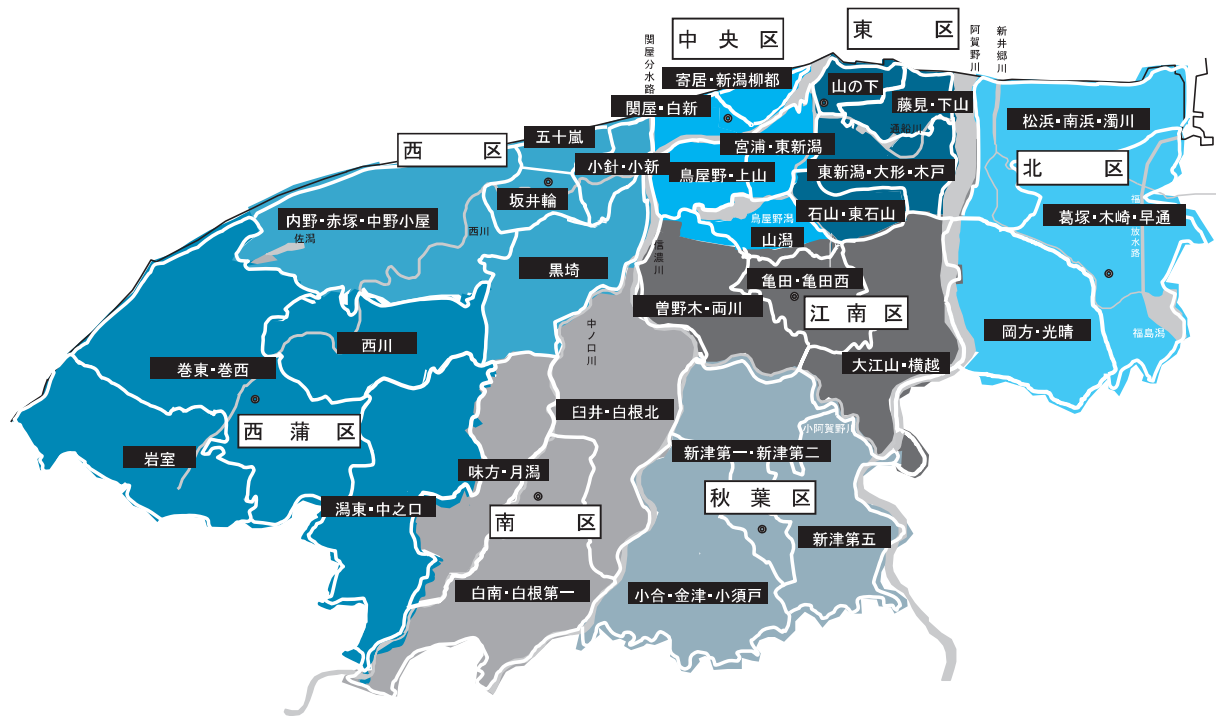 中央区
東区
関屋分水路
阿賀野川
新井郷川
寄居・新潟柳都
山の下
関屋・白新
藤見・下山
松浜・南浜・濁川
五十嵐
通船川
西区
小針・小新
宮浦・東新潟
北区
鳥屋野・上山
東新潟・大形・木戸
坂井輪
内野・赤塚・中野小屋
西川
鳥屋野潟
石山・東石山
葛塚・木崎・早通
佐潟
山潟
信濃川
福
放水路
黒埼
亀田・亀田西
曽野木・両川
江南区
中ノ口川
岡方・光晴
福島潟
西川
巻東・巻西
大江山・横越
臼井・白根北
西蒲区
小阿賀野川
岩室
新津第一・新津第二
味方・月潟
秋葉区
潟東・中之口
南区
新津第五
白南・白根第一
小合・金津・小須戸